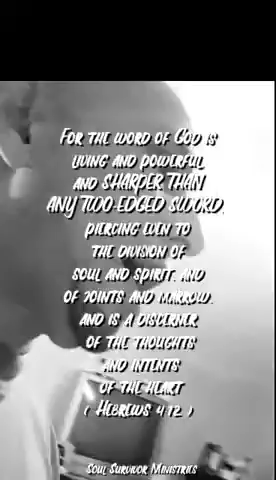 For the word of God is
living and powerful
and SHARPER THAN
ANY TWO-EDGED SWORD,
piercing even to
the division of
soul and spirit, and
of joints and marrow,
and is a discerner
of the thoughts
and intents
of the heart
( Hebrews 4:12 )
Soul Survivor Ministries